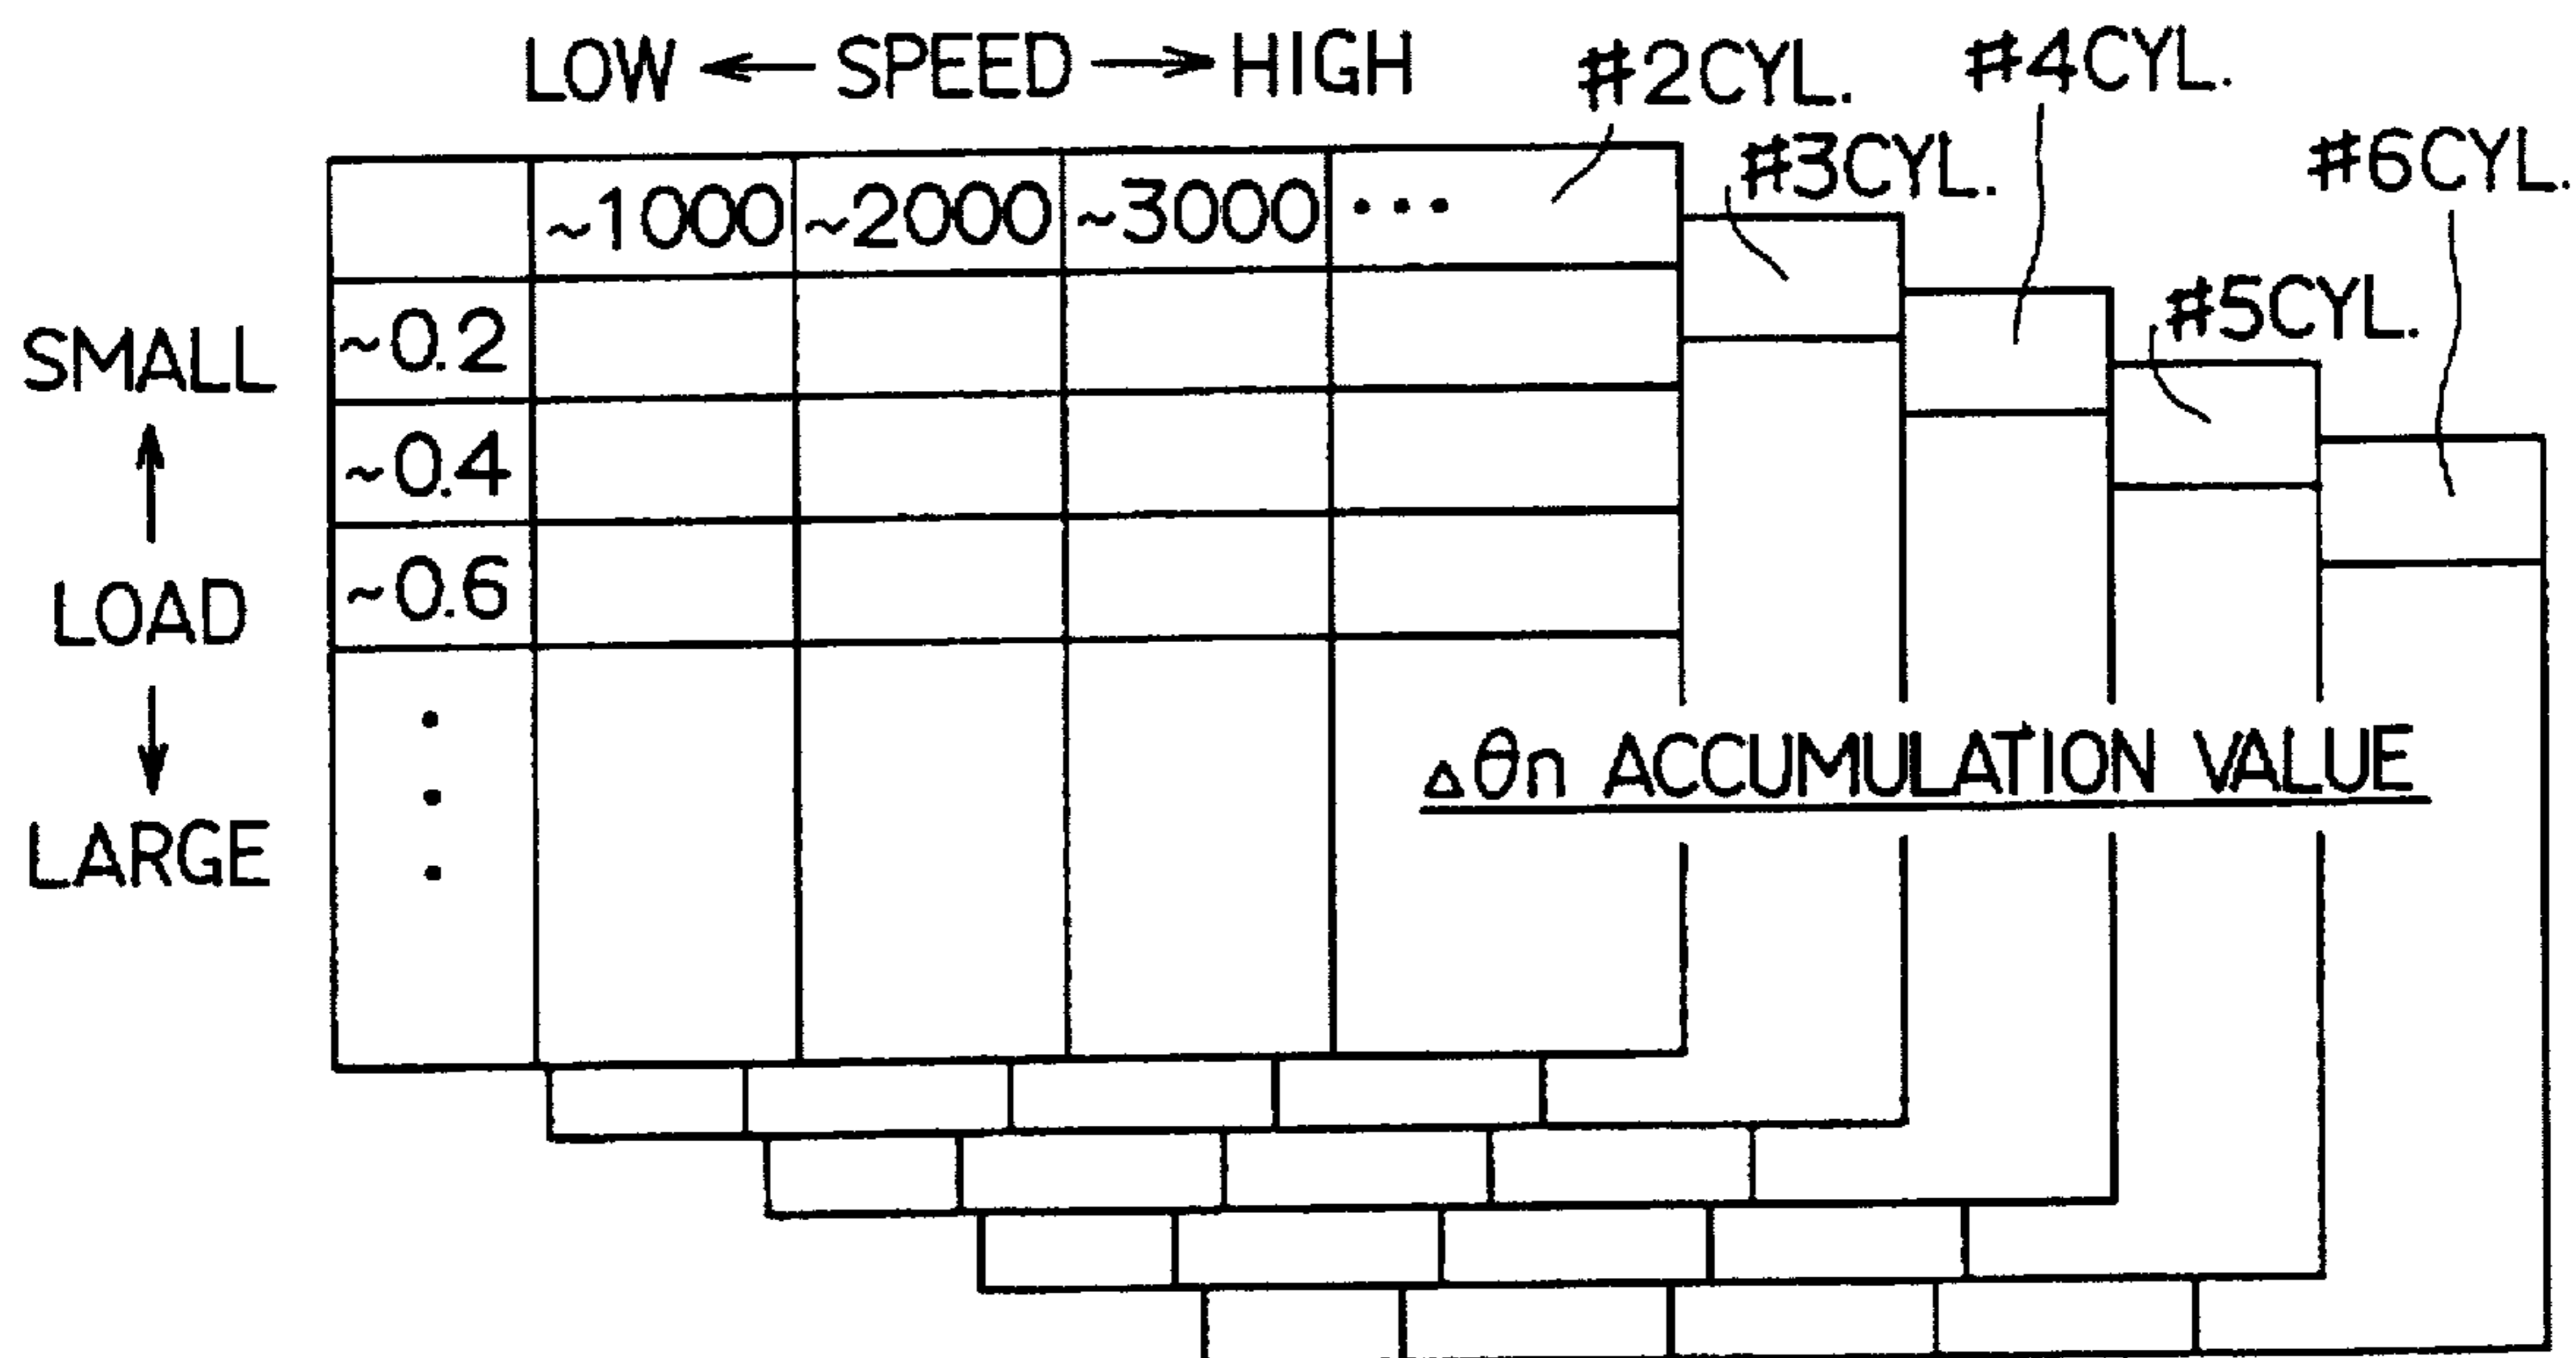 LOW ← SPEED → HIGH
#2CYL.
#4CYL.
#3CYL.
#6CYL.
#5CYL.
~1000 ~2000 ~3000 ...
~0.2
~0.4
~0.6
SMALL
↑
LOAD
↓
LARGE
△θn ACCUMULATION VALUE